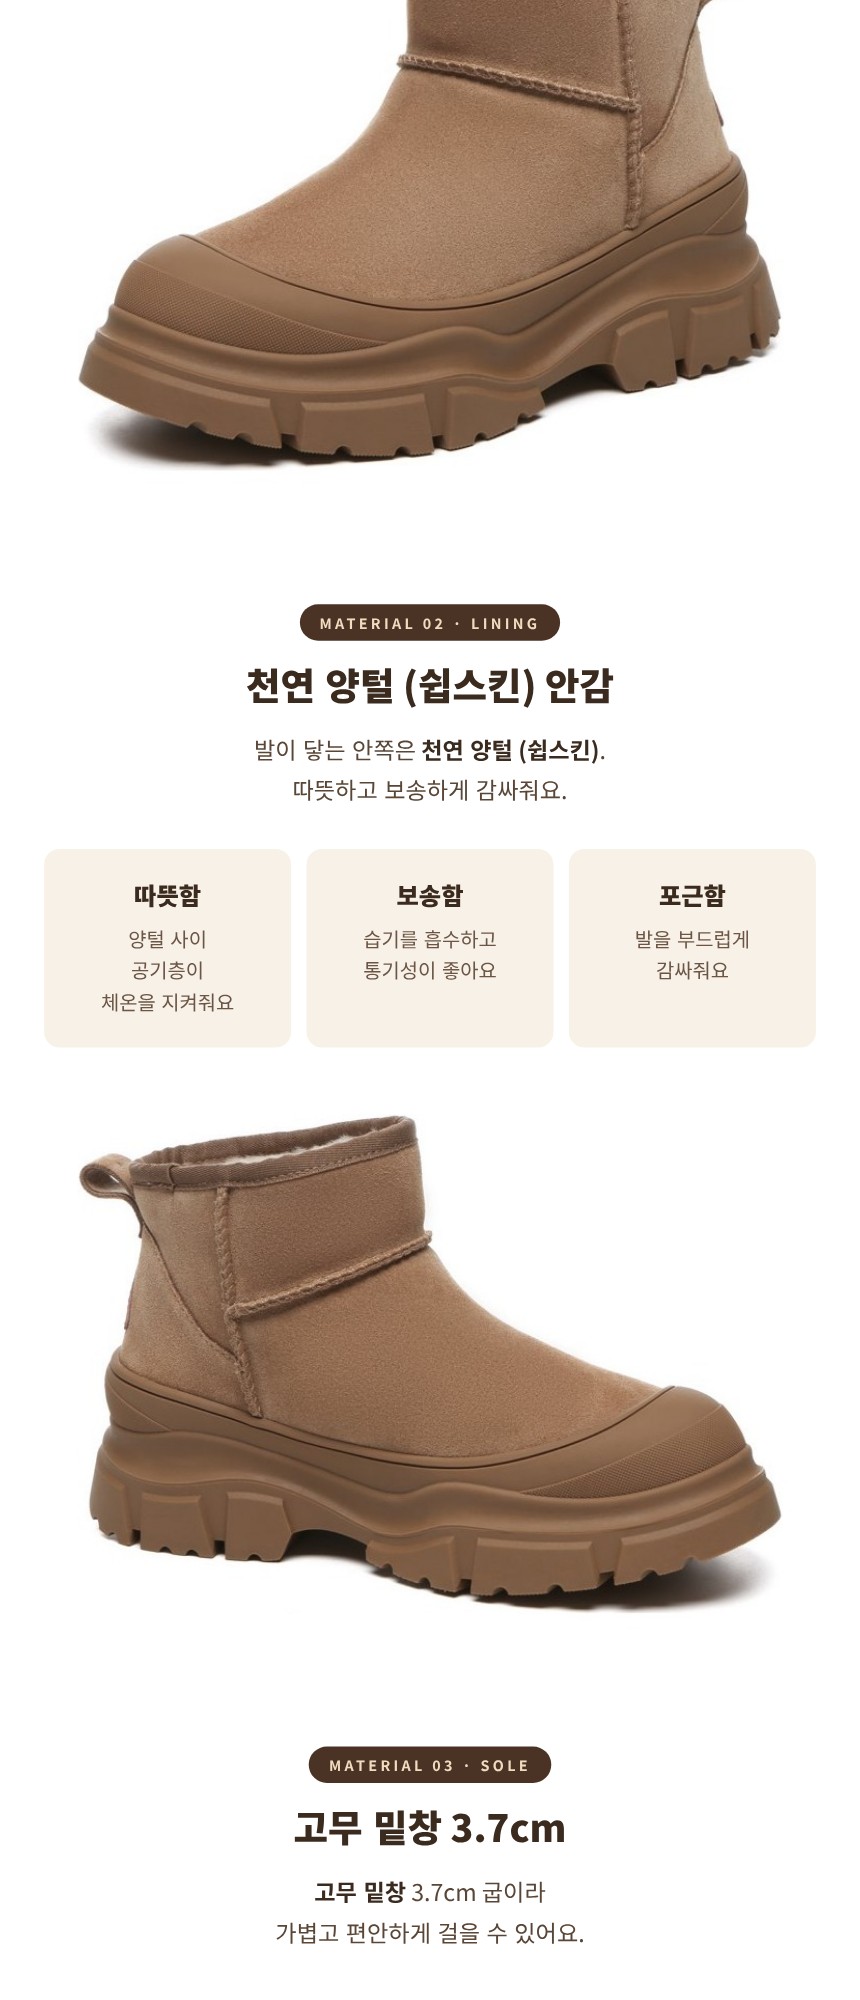 MATERIAL 02 · LINING
천연 양털 (쉽스킨) 안감
발이 닿는 안쪽은 천연 양털 (쉽스킨).
따뜻하고 보송하게 감싸줘요.
따뜻함
양털 사이
공기층이
체온을 지켜줘요
보송함
습기를 흡수하고
통기성이 좋아요
포근함
발을 부드럽게
감싸줘요
MATERIAL 03 · SOLE
고무 밑창 3.7cm
고무 밑창 3.7cm 굽이라
가볍고 편안하게 걸을 수 있어요.